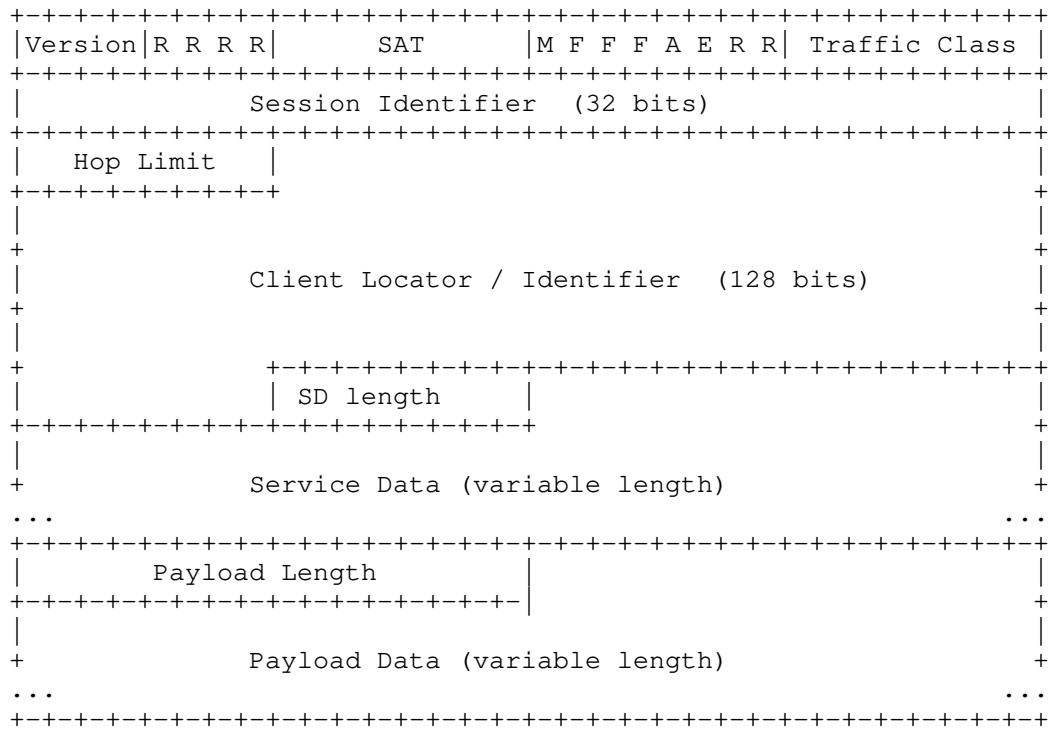 +-+-+-+-+-+-+-+-+-+-+-+-+-+-+-+-+-+-+-+-+-+-+-+-+-+-+-+-+-+-+-+-+
|Version|R R R R|      SAT      |M F F F A E R R| Traffic Class |
+-+-+-+-+-+-+-+-+-+-+-+-+-+-+-+-+-+-+-+-+-+-+-+-+-+-+-+-+-+-+-+-+
|              Session Identifier  (32 bits)                    |
+-+-+-+-+-+-+-+-+-+-+-+-+-+-+-+-+-+-+-+-+-+-+-+-+-+-+-+-+-+-+-+-+
|   Hop Limit   |                                               |
+-+-+-+-+-+-+-+-+                                               +
|                                                               |
+                                                               +
|              Client Locator / Identifier  (128 bits)          |
+                                                               +
|                                                               |
+               +-+-+-+-+-+-+-+-+-+-+-+-+-+-+-+-+-+-+-+-+-+-+-+-+
|               | SD length     |                               |
+-+-+-+-+-+-+-+-+-+-+-+-+-+-+-+-+                               +
|                                                               |
+              Service Data (variable length)                   +
...                                                           ...
+-+-+-+-+-+-+-+-+-+-+-+-+-+-+-+-+-+-+-+-+-+-+-+-+-+-+-+-+-+-+-+-+
|        Payload Length         |                               |
+-+-+-+-+-+-+-+-+-+-+-+-+-+-+-+-|                               +
|                                                               |
+              Payload Data (variable length)                   +
...                                                           ...
+-+-+-+-+-+-+-+-+-+-+-+-+-+-+-+-+-+-+-+-+-+-+-+-+-+-+-+-+-+-+-+-+